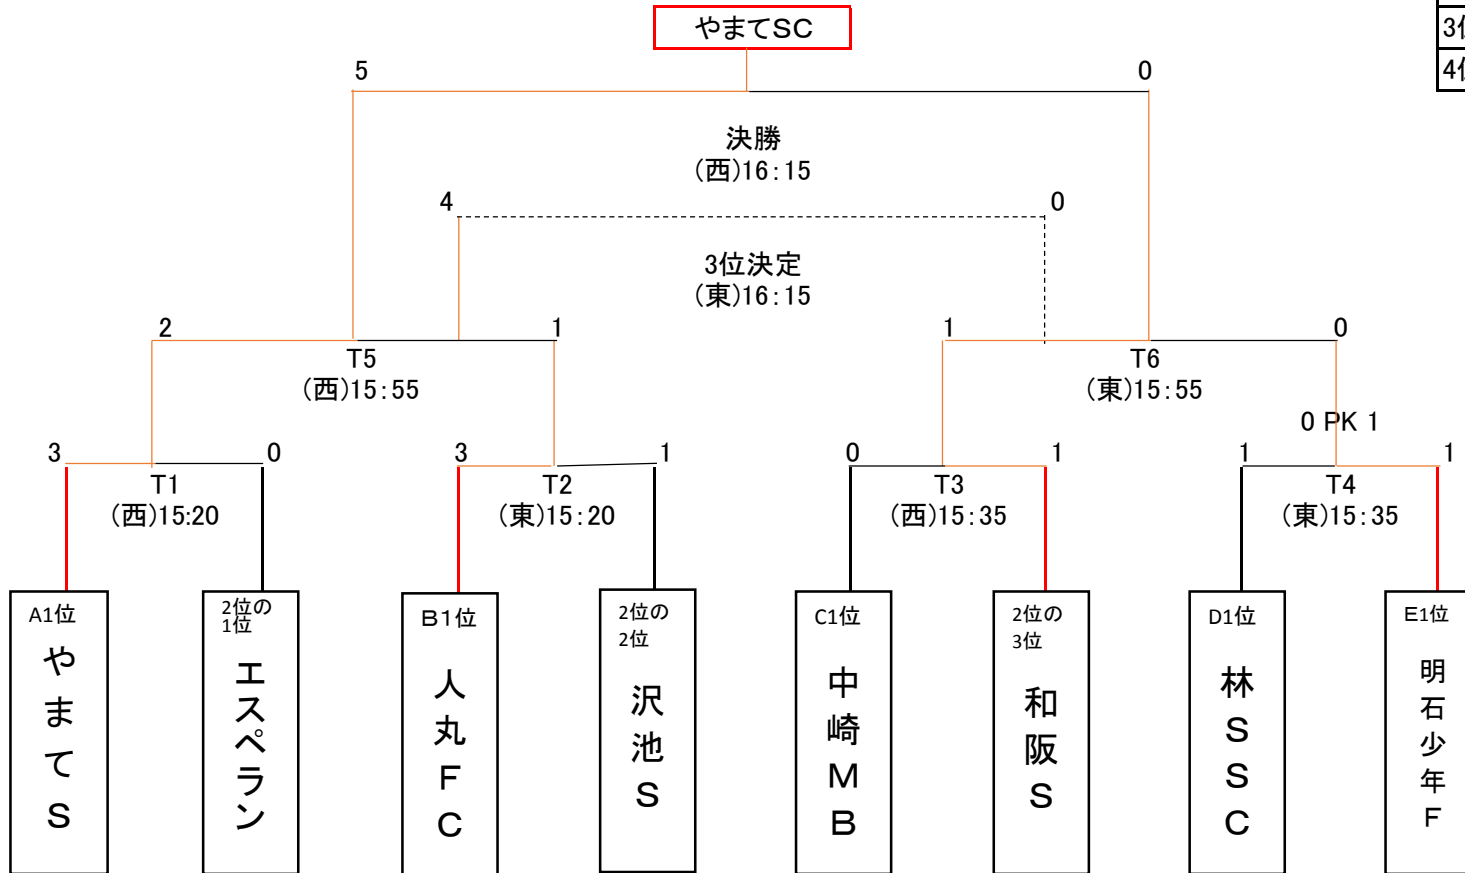 やまてSC
3位
4位
5
0
決勝
(西)16:15
4
0
3位決定
(東)16:15
2
1
1
0
T5
(西)15:55
T6
(東)15:55
0 PK 1
3
0
3
1
0
1
1
1
T1
(西)15:20
T2
(東)15:20
T3
(西)15:35
T4
(東)15:35
A1位
やまてS
2位の
1位
エスペラン
B1位
人丸FC
2位の
2位
沢池S
C1位
中崎MB
2位の
3位
和阪S
D1位
林SSC
E1位
明石少年F